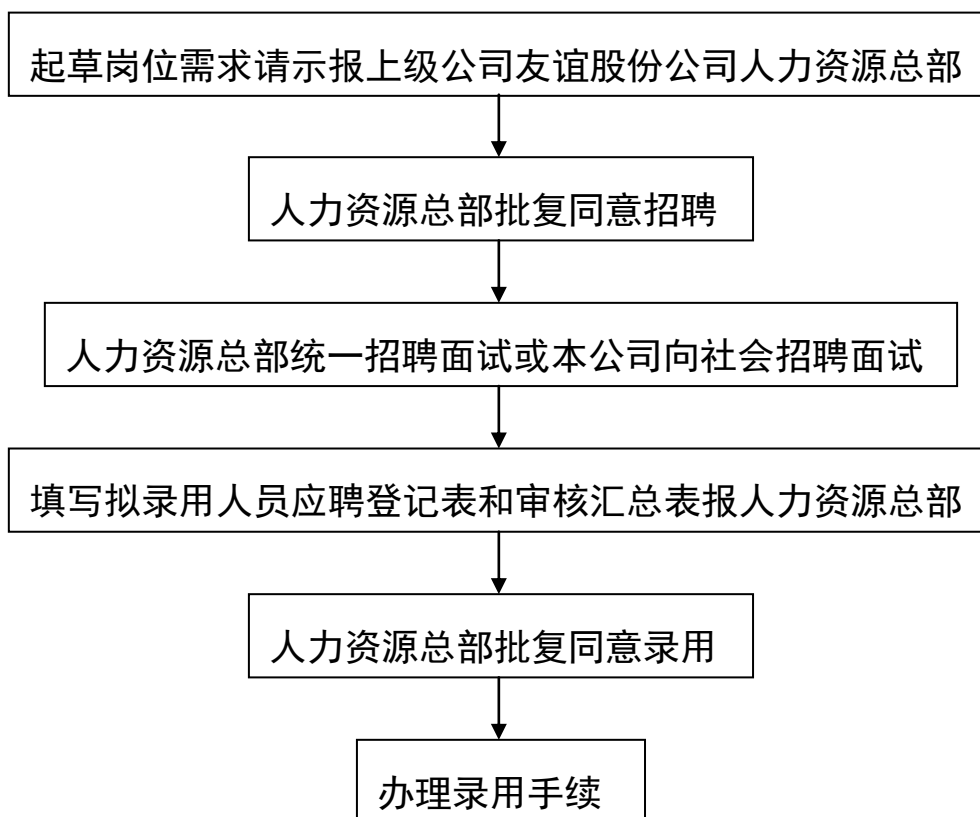 起草岗位需求请示报上级公司友谊股份公司人力资源总部
人力资源总部批复同意招聘
人力资源总部统一招聘面试或本公司向社会招聘面试
填写拟录用人员应聘登记表和审核汇总表报人力资源总部
人力资源总部批复同意录用
办理录用手续